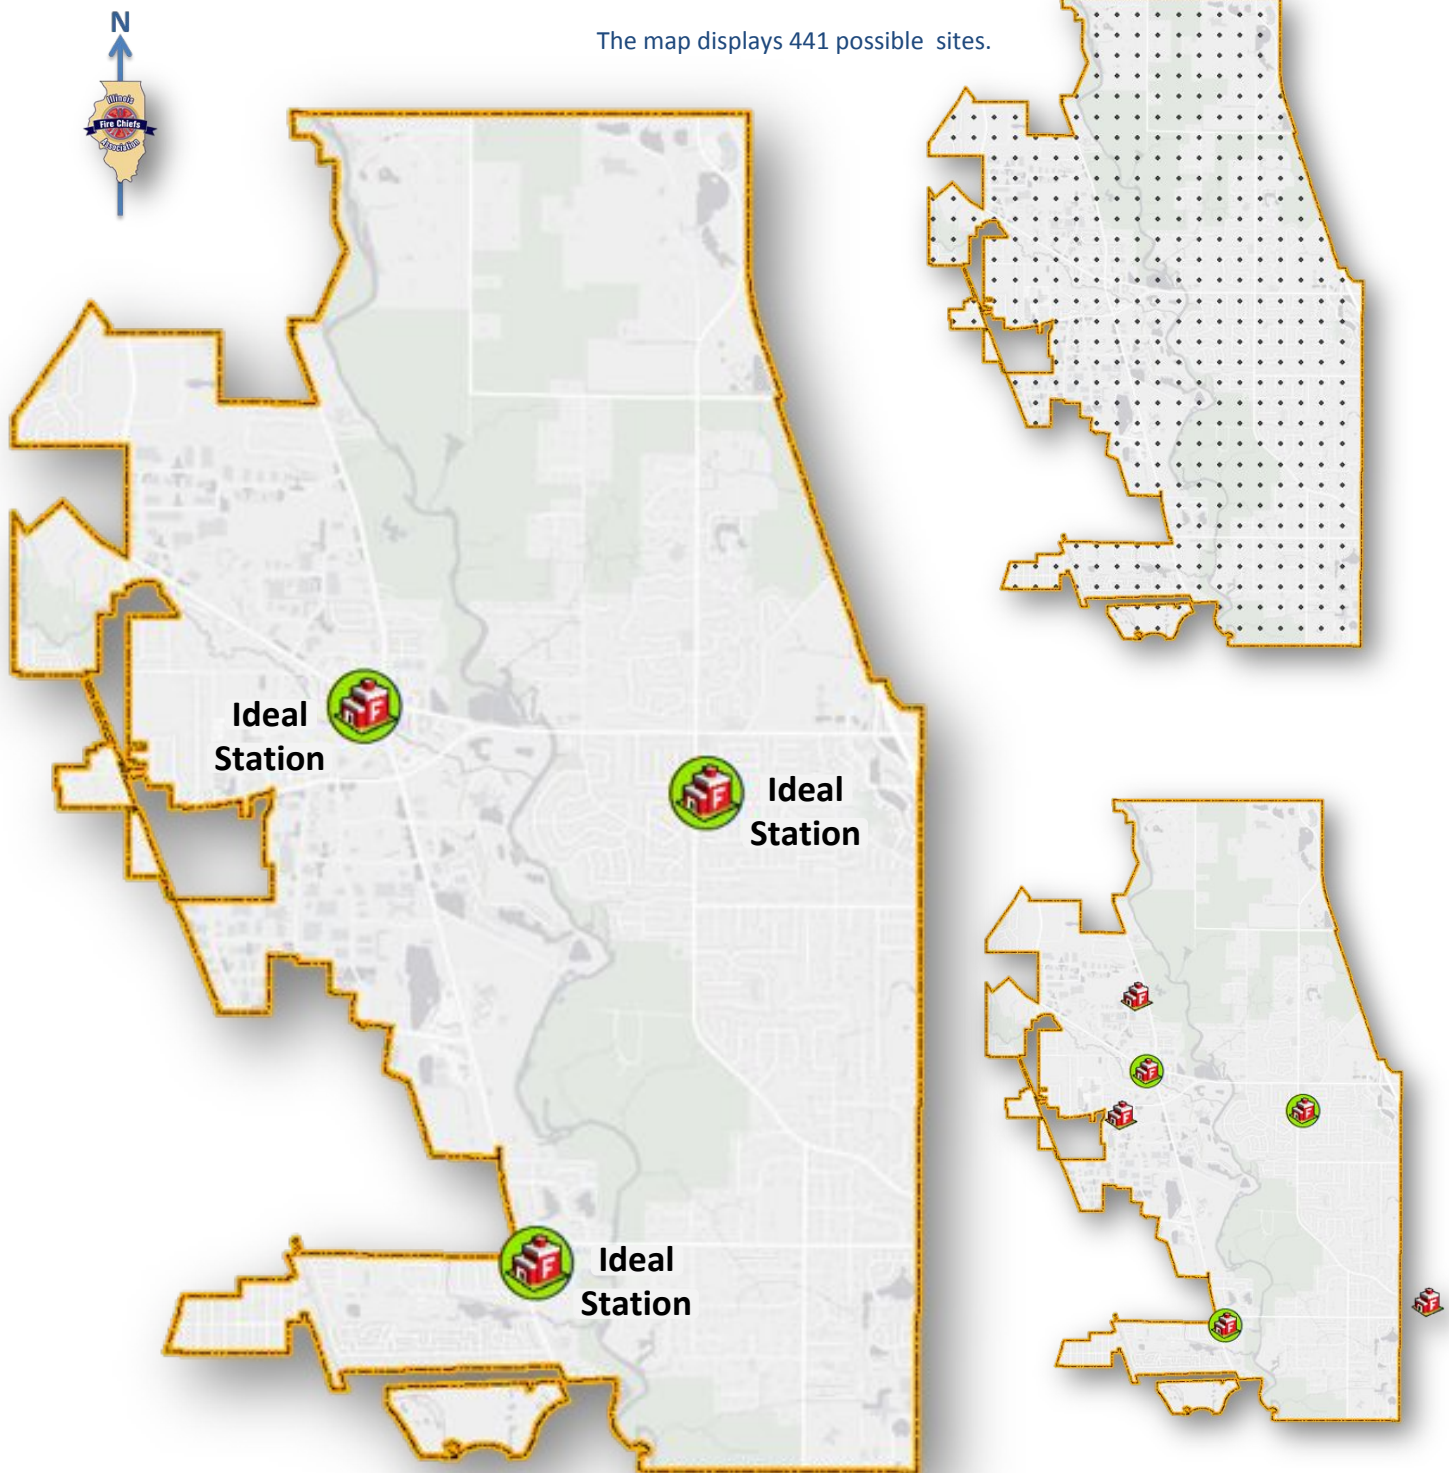 N
The map displays 441 possible sites.
Illinois
Fire Chiefs
Association
Ideal
Station
Ideal
Station
Ideal
Station